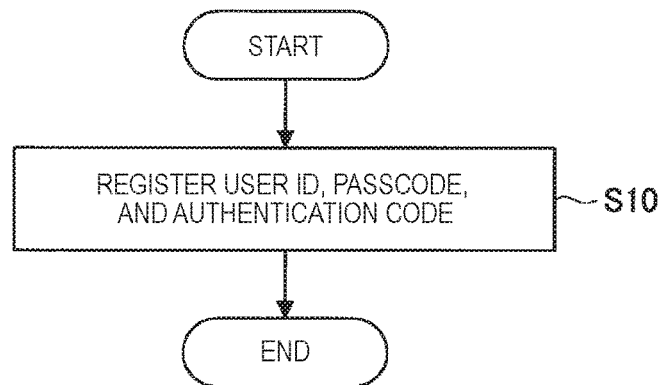 START
REGISTER USER ID, PASSCODE,
AND AUTHENTICATION CODE
S10
END